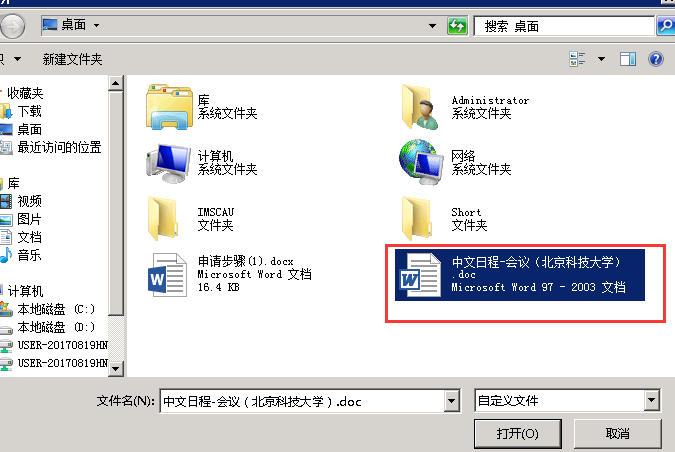 桌面
搜索 桌面
新建文件夹
收藏夹
下载
桌面
最近访问的位置
库
视频
图片
文档
音乐
计算机
本地磁盘 (C:)
本地磁盘 (D:)
USER-20170819HN
USER-20170819HN
库
系统文件夹
Administrator
系统文件夹
计算机
系统文件夹
网络
系统文件夹
IMSCAU
文件夹
Short
文件夹
申请步骤(1).docx
Microsoft Word 文档
16.4 KB
中文日程-会议（北京科技大学）
.doc
Microsoft Word 97 - 2003 文档
文件名(N):
中文日程-会议（北京科技大学）.doc
自定义文件
打开(O)
取消